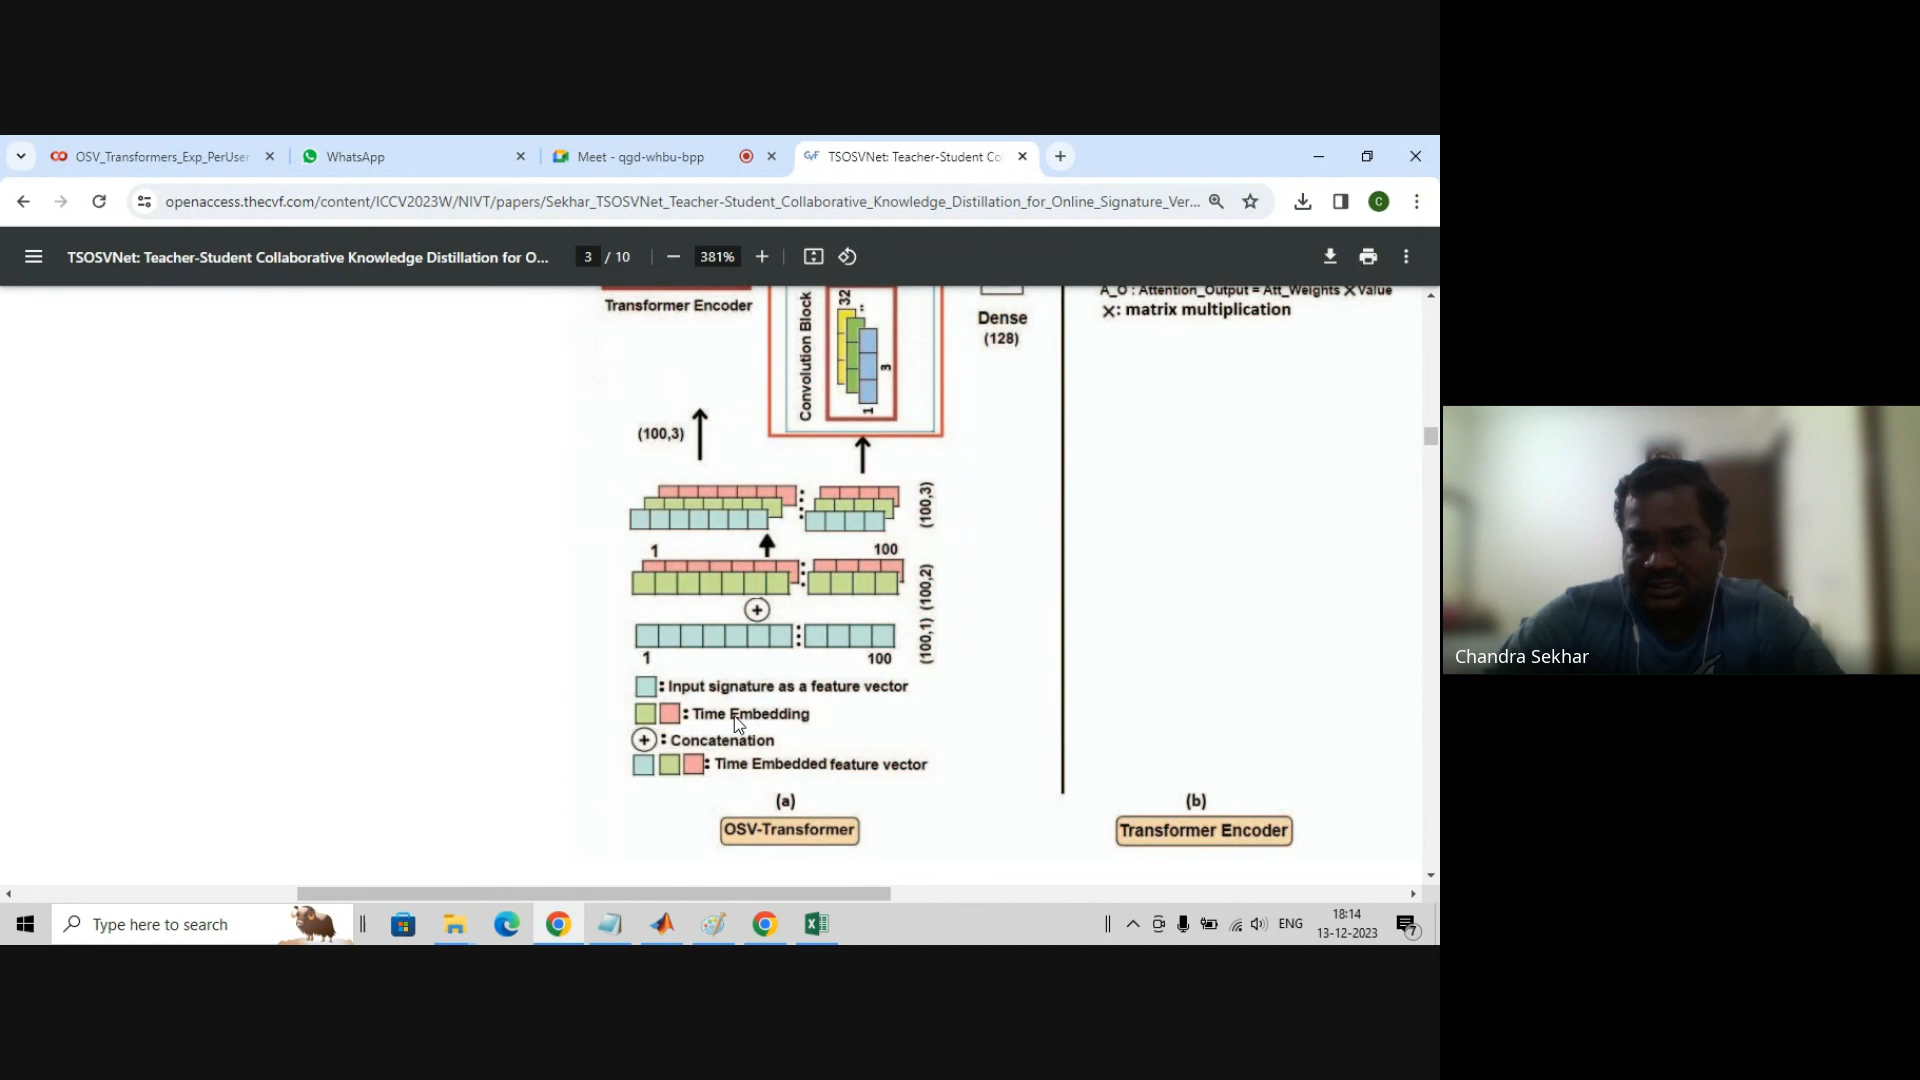 OSV_Transformers_Exp_PerUser
WhatsApp
Meet - qgd-whbu-bpp
TSOSVNet: Teacher-Student Co
openaccess.thecvf.com/content/ICCV2023W/NIVT/papers/Sekhar_TSOSVNet_Teacher-Student_Collaborative_Knowledge_Distillation_for_Online_Signature_Ver...
C
TSOSVNet: Teacher-Student Collaborative Knowledge Distillation for O...
3 / 10
381%
Transformer Encoder
Convolution Block
32
3
1
Dense
(128)
A_O : Attention_Output = Att_Weights X Value
X: matrix multiplication
(100,3)
(100,3)
1
100
(100,2)
+
(100,1)
1
100
: Input signature as a feature vector
: Time Embedding
+ : Concatenation
: Time Embedded feature vector
(a)
OSV-Transformer
(b)
Transformer Encoder
Chandra Sekhar
Type here to search
ENG
18:14
13-12-2023
7